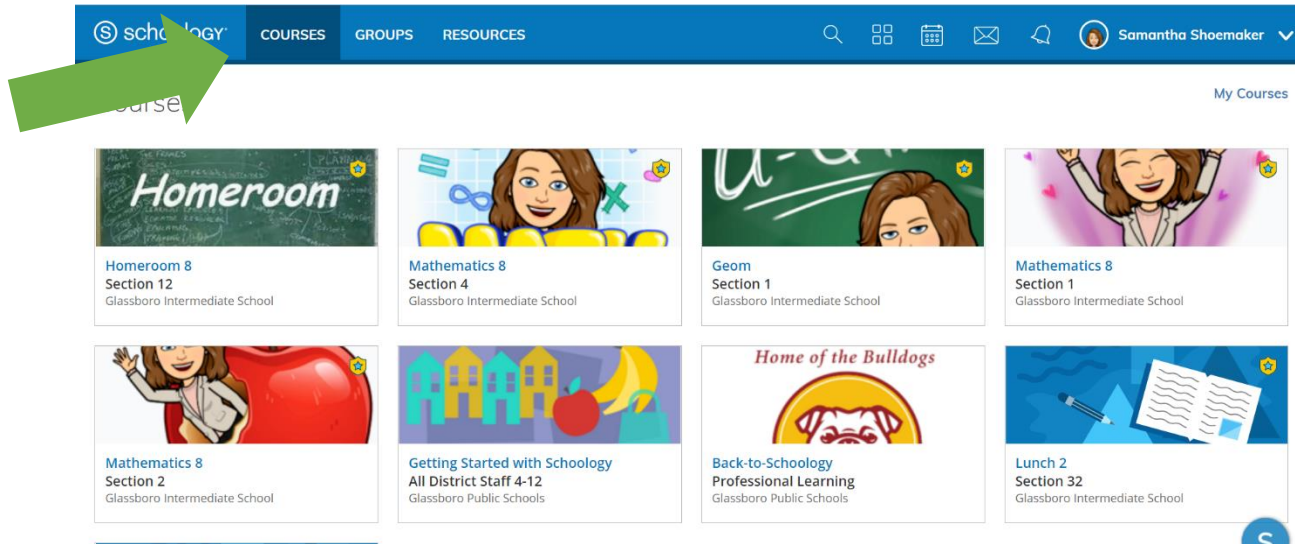 COURSES GROUPS RESOURCES Samantha Shoemaker
My Courses
Homeroom
Homeroom 8
Section 12
Glassboro Intermediate School
Mathematics 8
Section 4
Glassboro Intermediate School
Geom
Section 1
Glassboro Intermediate School
Mathematics 8
Section 1
Glassboro Intermediate School
Mathematics 8
Section 2
Glassboro Intermediate School
Getting Started with Schoology
All District Staff 4-12
Glassboro Public Schools
Home of the Bulldogs
Back-to-Schoology
Professional Learning
Glassboro Public Schools
Lunch 2
Section 32
Glassboro Intermediate School
S